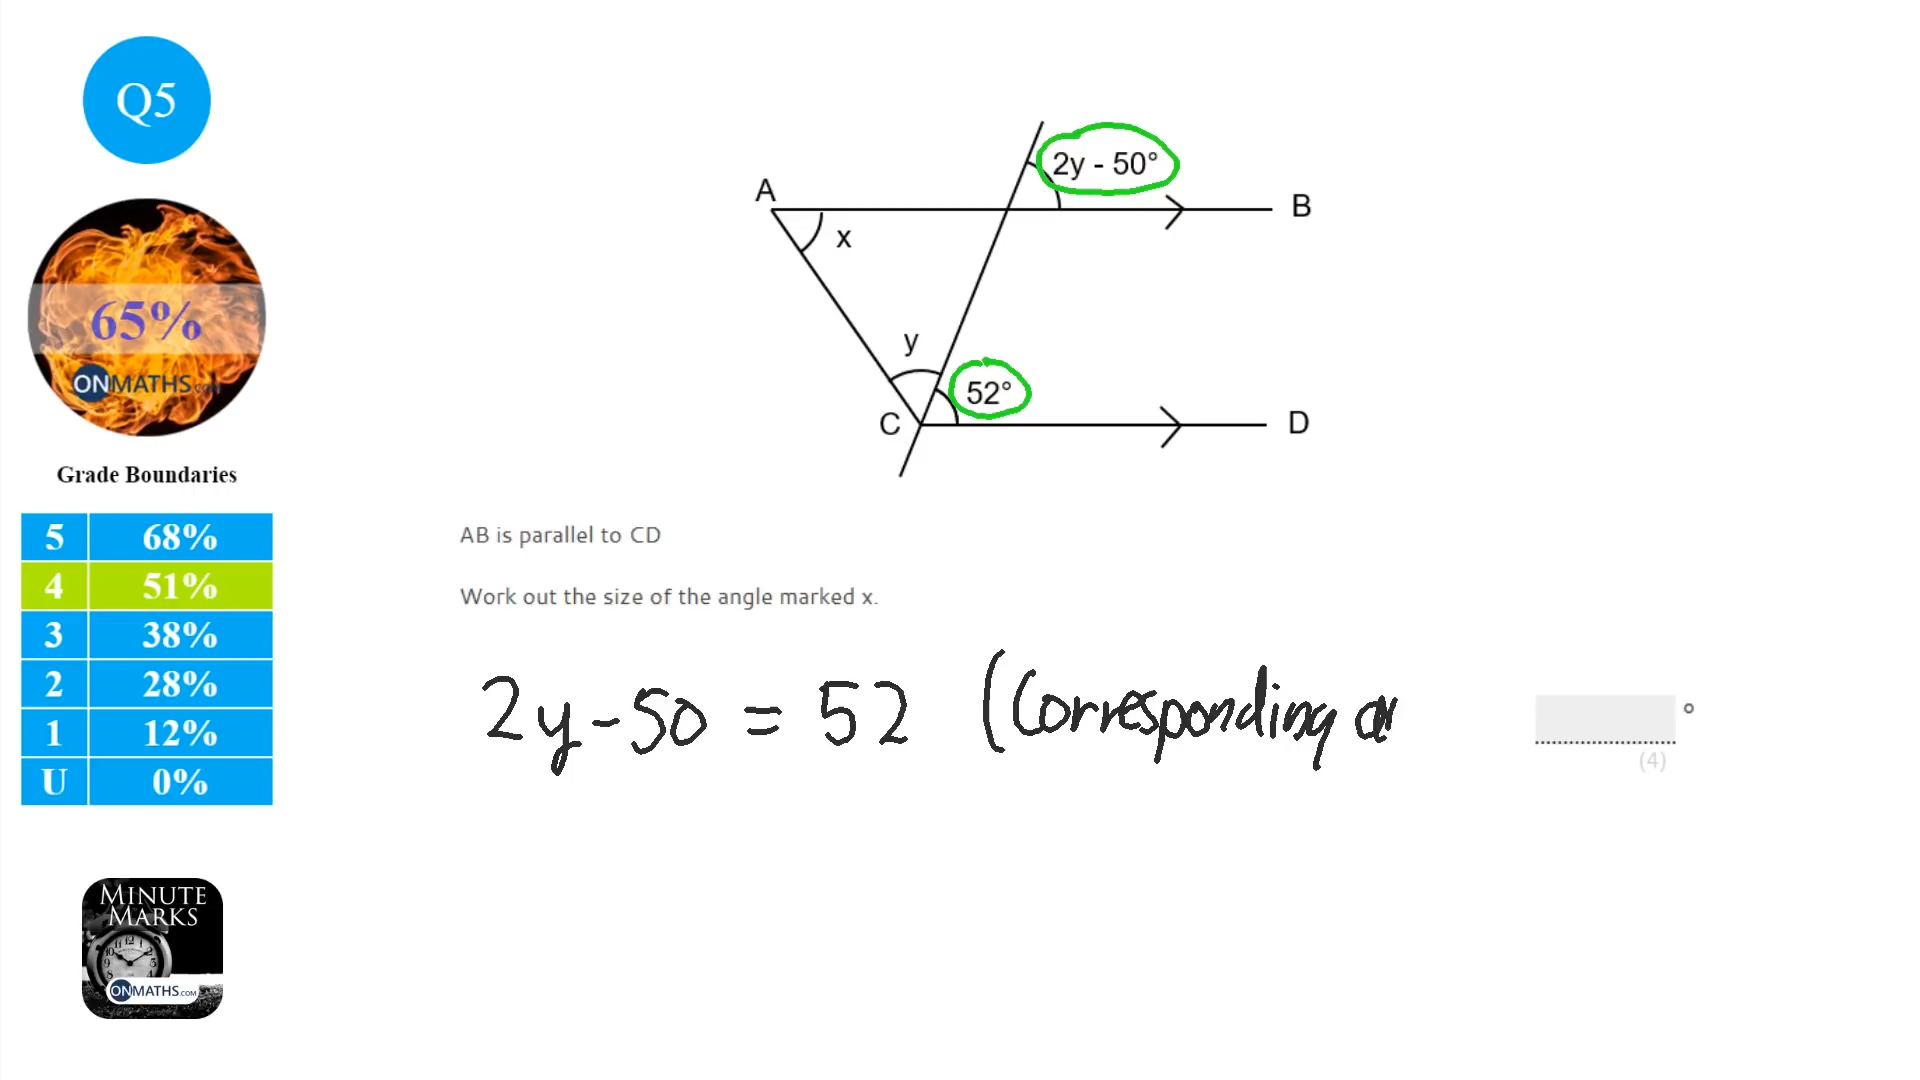 Q5
65%
ONMATHS.com
Grade Boundaries
5 68%
4 51%
3 38%
2 28%
1 12%
U 0%
MINUTE
MARKS
ONMATHS.COM
2y - 50°
A
B
x
y
52°
C
D
AB is parallel to CD
Work out the size of the angle marked x.
2y - 50 = 52 (Corresponding an
°
(4)